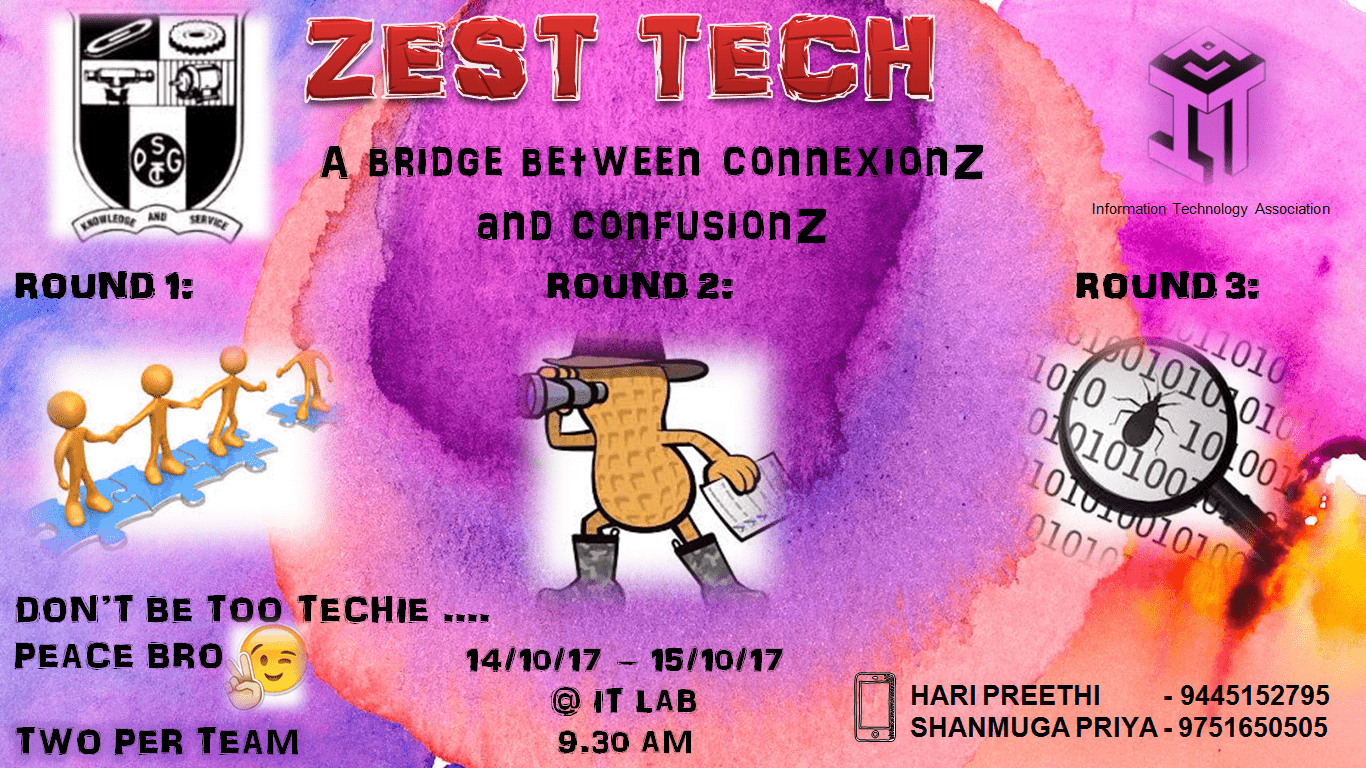 ZEST TECH
A BRIDGE BETWEEN CONNEXIONZ
AND CONFUSIONZ
PSG
TC
KNOWLEDGE AND SERVICE
IT
Information Technology Association
ROUND 1:
ROUND 2:
ROUND 3:
DON'T BE TOO TECHIE ....
PEACE BRO
TWO PER TEAM
14/10/17 – 15/10/17
@ IT LAB
9.30 AM
HARI PREETHI - 9445152795
SHANMUGA PRIYA - 9751650505